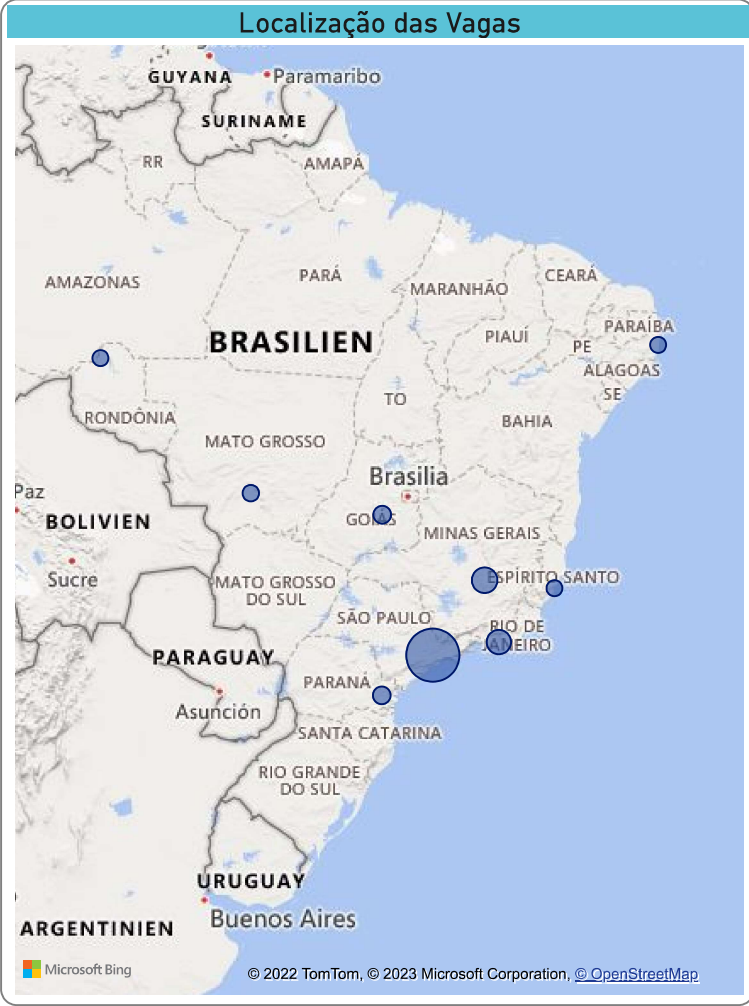 Localização das Vagas
GUYANA
Paramaribo
SURINAME
RR
AMAPÁ
AMAZONAS
PARÁ
MARANHÃO
CEARÁ
BRASILIEN
PIAUÍ
PARAÍBA
PE
ALAGOAS
SE
TO
RONDÔNIA
BAHIA
MATO GROSSO
Brasilia
Paz
BOLIVIEN
GOIÁS
MINAS GERAIS
Sucre
MATO GROSSO
DO SUL
ESPÍRITO SANTO
SÃO PAULO
RIO DE
JANEIRO
PARAGUAY
PARANÁ
Asunción
SANTA CATARINA
RIO GRANDE
DO SUL
URUGUAY
Buenos Aires
ARGENTINIEN
Microsoft Bing
© 2022 TomTom, © 2023 Microsoft Corporation, © OpenStreetMap